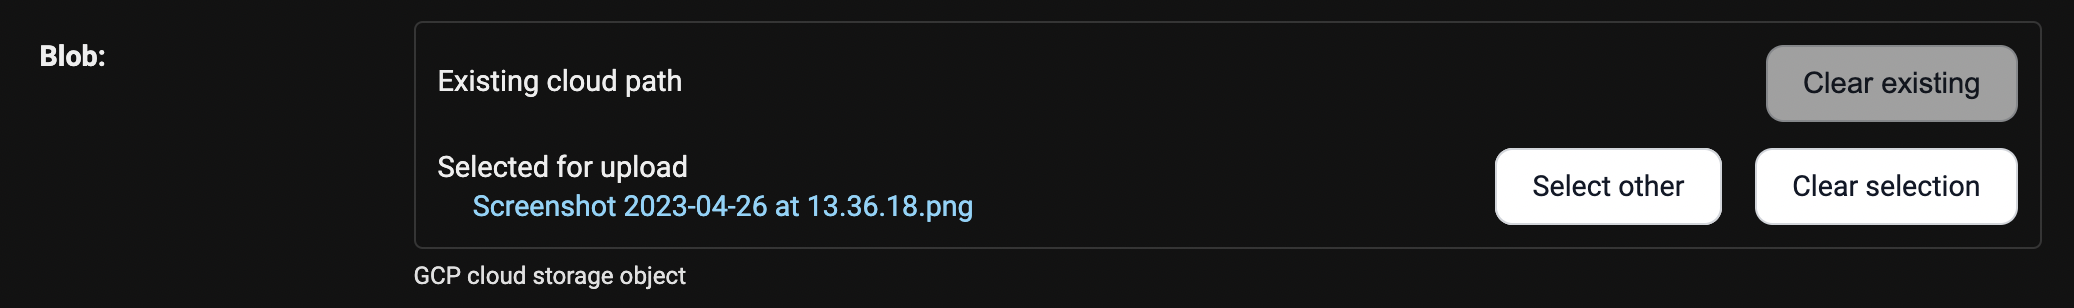 Blob:
Existing cloud path
Clear existing
Selected for upload
Screenshot 2023-04-26 at 13.36.18.png
Select other
Clear selection
GCP cloud storage object